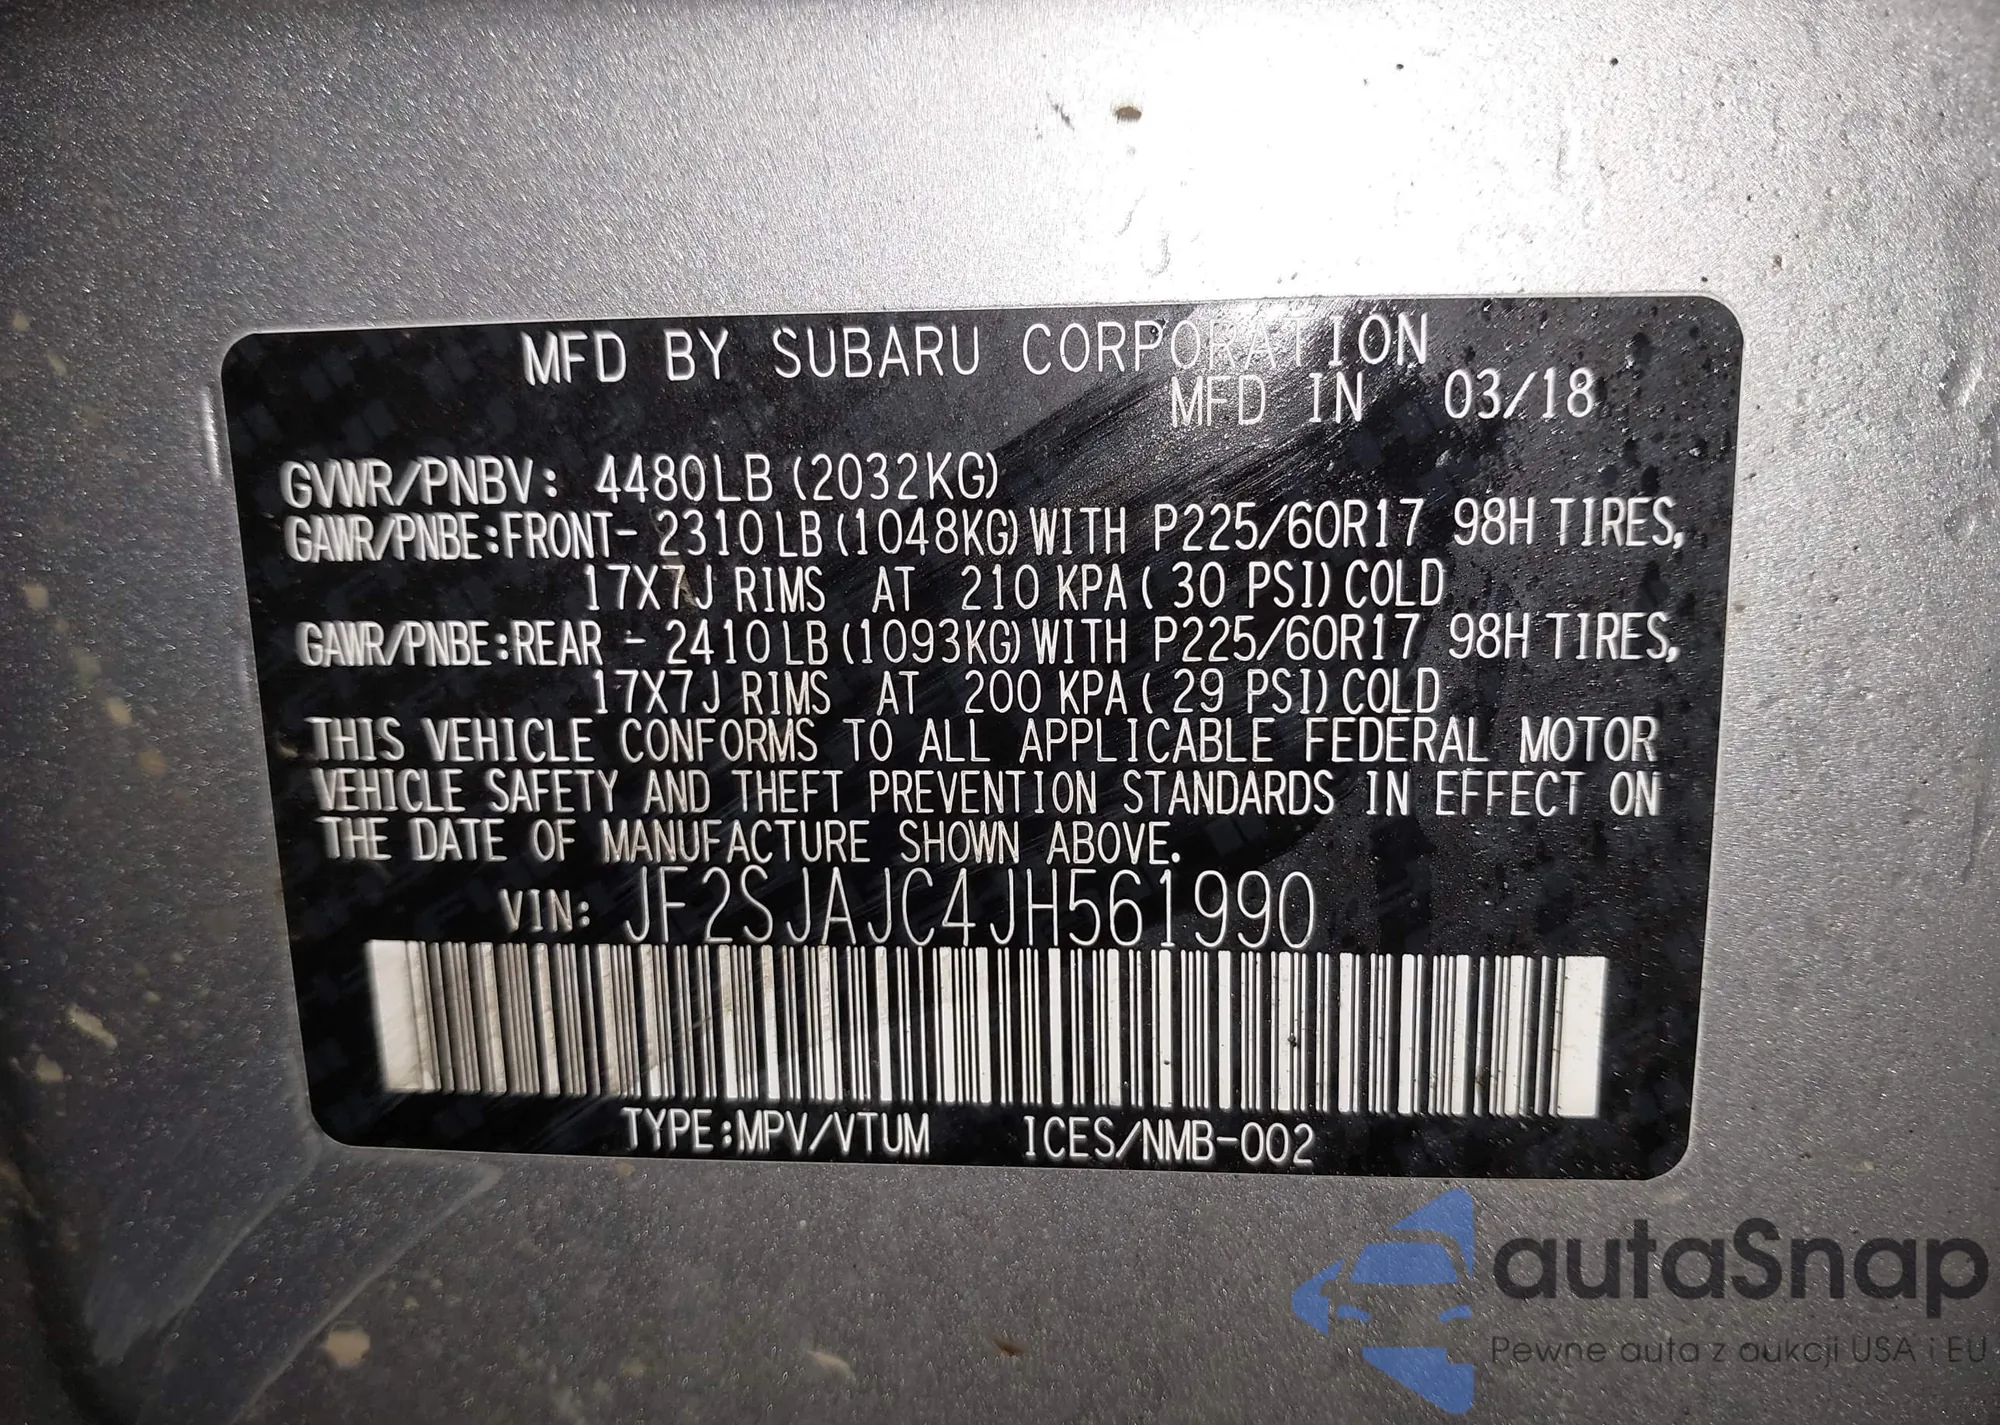 MFD BY SUBARU CORPORATION
MFD IN 03/18
GVWR/PNBV: 4480LB (2032KG)
GAWR/PNBE:FRONT- 2310LB(1048KG)WITH P225/60R17 98H TIRES,
17X7J RIMS AT 210 KPA( 30 PSI)COLD
GAWR/PNBE:REAR - 2410LB(1093KG)WITH P225/60R17 98H TIRES,
17X7J RIMS AT 200 KPA( 29 PSI)COLD
THIS VEHICLE CONFORMS TO ALL APPLICABLE FEDERAL MOTOR
VEHICLE SAFETY AND THEFT PREVENTION STANDARDS IN EFFECT ON
THE DATE OF MANUFACTURE SHOWN ABOVE.
VIN: JF2SJAJC4JH561990
TYPE:MPV/VTUM ICES/NMB-002
autaSnap
Pewne auta z aukcji USA i EU